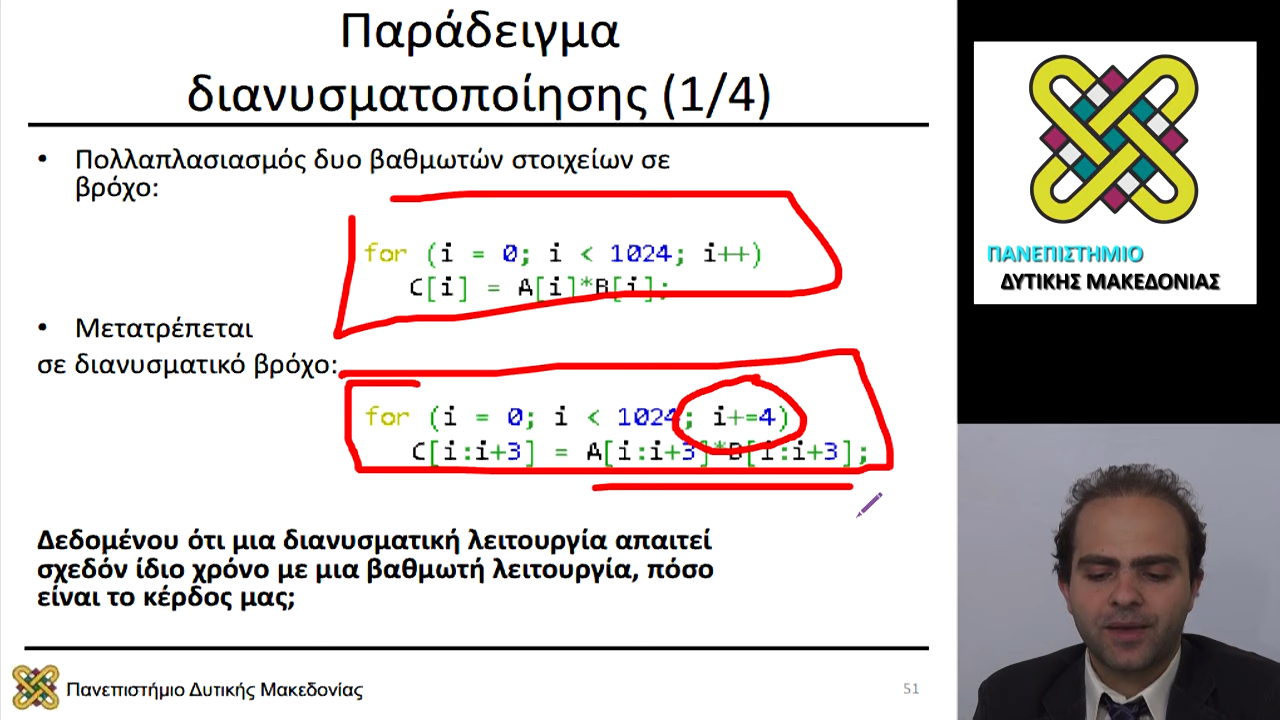 Παράδειγμα
διανυσματοποίησης (1/4)
• Πολλαπλασιασμός δυο βαθμωτών στοιχείων σε
βρόχο:
for (i = 0; i < 1024; i++)
C[i] = A[i]*B[i];
• Μετατρέπεται
σε διανυσματικό βρόχο:
for (i = 0; i < 1024; i+=4)
C[i:i+3] = A[i:i+3]*B[i:i+3];
Δεδομένου ότι μια διανυσματική λειτουργία απαιτεί
σχεδόν ίδιο χρόνο με μια βαθμωτή λειτουργία, πόσο
είναι το κέρδος μας;
Πανεπιστήμιο Δυτικής Μακεδονίας
51
ΠΑΝΕΠΙΣΤΗΜΙΟ
ΔΥΤΙΚΗΣ ΜΑΚΕΔΟΝΙΑΣ